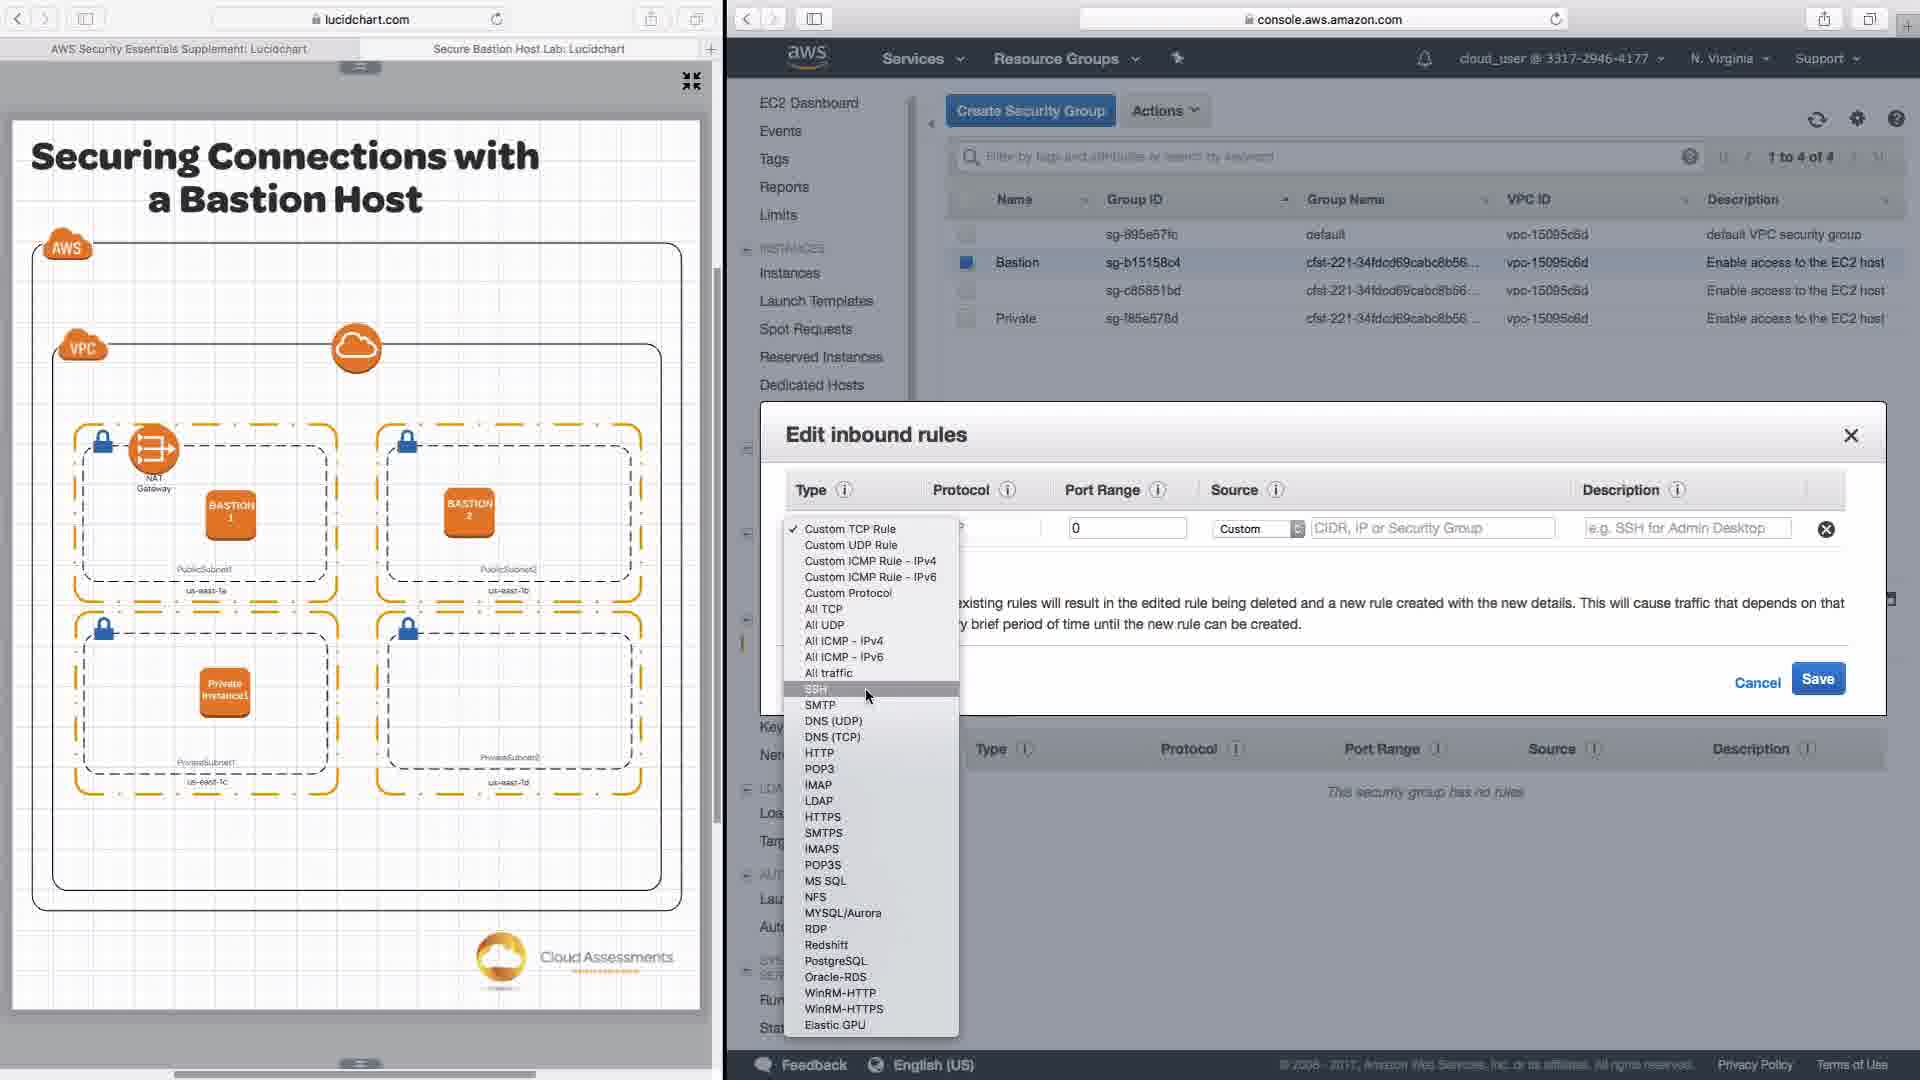 lucidchart.com
AWS Security Essentials Supplement: Lucidchart
Secure Bastion Host Lab: Lucidchart
Securing Connections with
a Bastion Host
AWS
VPC
NAT
Gateway
BASTION
1
PublicSubnet1
us-east-1a
BASTION
2
PublicSubnet2
us-east-1b
Private
Instance1
PrivateSubnet1
us-east-1c
PrivateSubnet2
us-east-1d
Cloud Assessments
console.aws.amazon.com
aws
Services
Resource Groups
cloud_user @ 3317-2946-4177
N. Virginia
Support
EC2 Dashboard
Events
Tags
Reports
Limits
INSTANCES
Instances
Launch Templates
Spot Requests
Reserved Instances
Dedicated Hosts
Create Security Group
Actions
Filter by tags and attributes or search by keyword
1 to 4 of 4
Name Group ID Group Name VPC ID Description
sg-895e57fc default vpc-15095c6d default VPC security group
Bastion sg-b15158c4 cfst-221-34fdcd69cabc8b56... vpc-15095c6d Enable access to the EC2 host
sg-c85851bd cfst-221-34fdcd69cabc8b56... vpc-15095c6d Enable access to the EC2 host
Private sg-f85e578d cfst-221-34fdcd69cabc8b56... vpc-15095c6d Enable access to the EC2 host
Edit inbound rules
Type Protocol Port Range Source Description
0 Custom CIDR, IP or Security Group e.g. SSH for Admin Desktop
Custom TCP Rule
Custom UDP Rule
Custom ICMP Rule - IPv4
Custom ICMP Rule - IPv6
Custom Protocol
All TCP
All UDP
All ICMP - IPv4
All ICMP - IPv6
All traffic
SSH
SMTP
DNS (UDP)
DNS (TCP)
HTTP
POP3
IMAP
LDAP
HTTPS
SMTPS
IMAPS
POP3S
MS SQL
NFS
MYSQL/Aurora
RDP
Redshift
PostgreSQL
Oracle-RDS
WinRM-HTTP
WinRM-HTTPS
Elastic GPU
existing rules will result in the edited rule being deleted and a new rule created with the new details. This will cause traffic that depends on that
y brief period of time until the new rule can be created.
Cancel
Save
Key
Type Protocol Port Range Source Description
This security group has no rules
Feedback
English (US)
© 2008 - 2017, Amazon Web Services, Inc. or its affiliates. All rights reserved.
Privacy Policy
Terms of Use